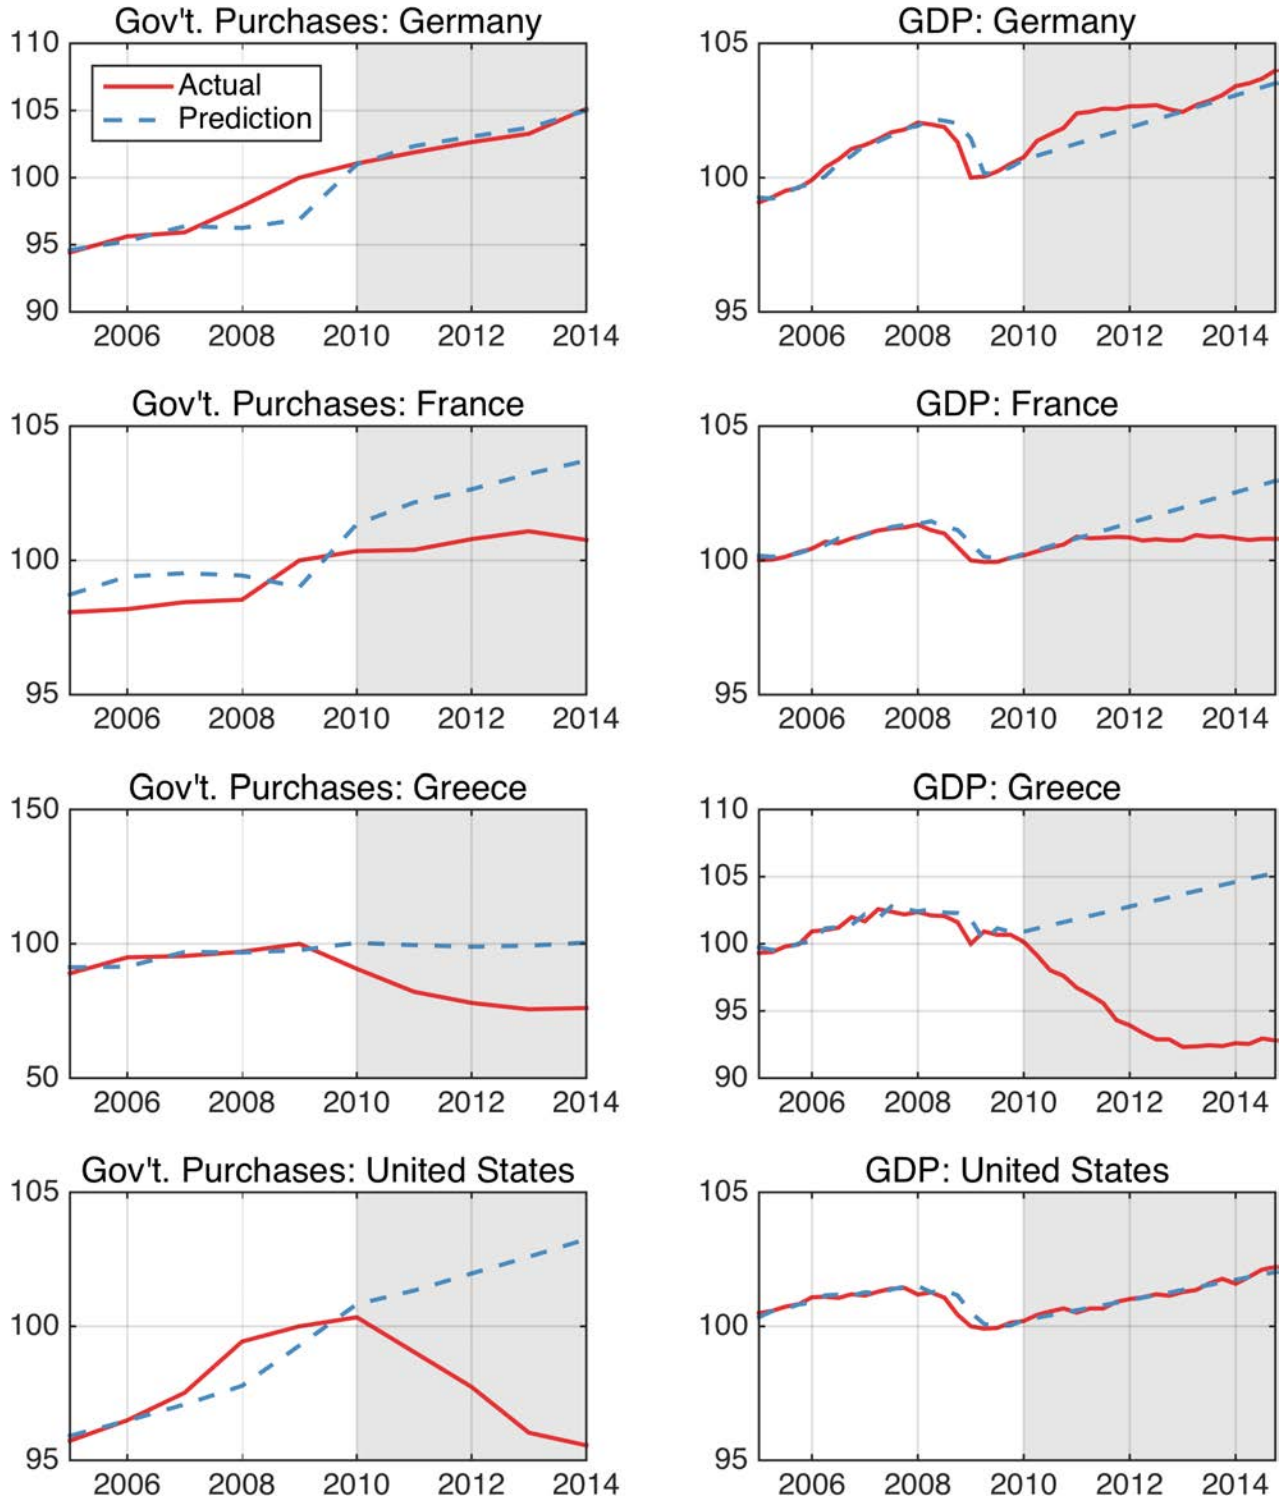 Gov't. Purchases: Germany
110
105
100
95
90
Actual
Prediction
2006 2008 2010 2012 2014
GDP: Germany
105
100
95
2006 2008 2010 2012 2014
Gov't. Purchases: France
105
100
95
2006 2008 2010 2012 2014
GDP: France
105
100
95
2006 2008 2010 2012 2014
Gov't. Purchases: Greece
150
100
50
2006 2008 2010 2012 2014
GDP: Greece
110
105
100
95
90
2006 2008 2010 2012 2014
Gov't. Purchases: United States
105
100
95
2006 2008 2010 2012 2014
GDP: United States
105
100
95
2006 2008 2010 2012 2014